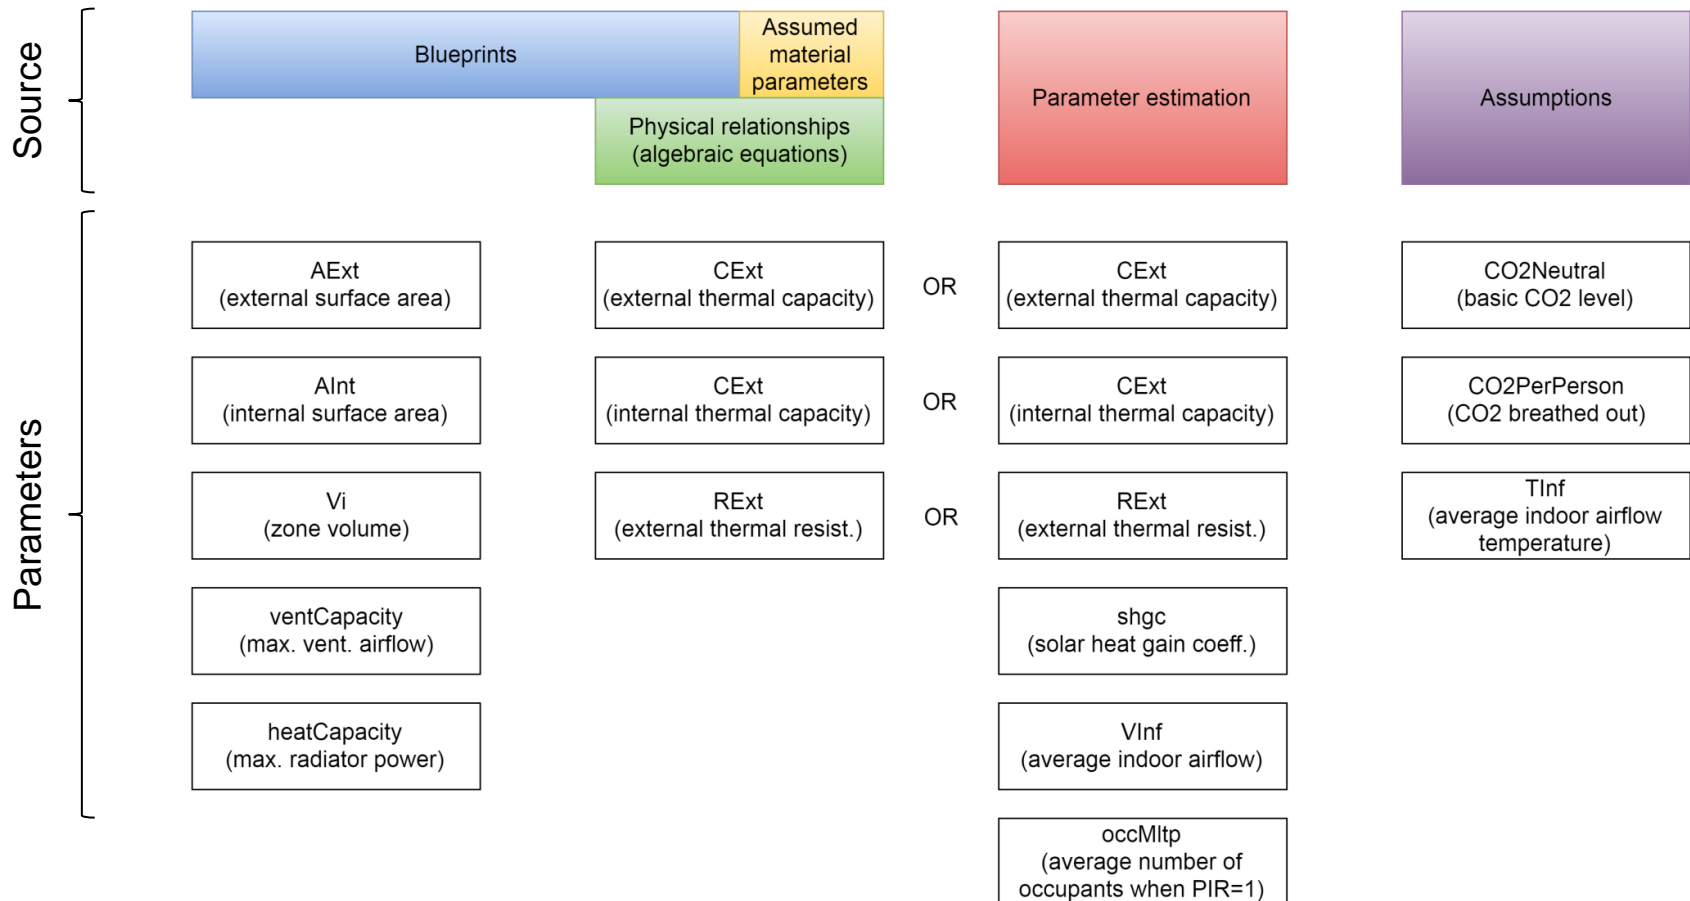 Source
Blueprints
Assumed
material
parameters
Physical relationships
(algebraic equations)
Parameter estimation
Assumptions
Parameters
AExt
(external surface area)
CExt
(external thermal capacity)
OR
CExt
(external thermal capacity)
CO2Neutral
(basic CO2 level)
AInt
(internal surface area)
CExt
(internal thermal capacity)
OR
CExt
(internal thermal capacity)
CO2PerPerson
(CO2 breathed out)
Vi
(zone volume)
RExt
(external thermal resist.)
OR
RExt
(external thermal resist.)
TInf
(average indoor airflow
temperature)
ventCapacity
(max. vent. airflow)
shgc
(solar heat gain coeff.)
heatCapacity
(max. radiator power)
VInf
(average indoor airflow)
occMltp
(average number of
occupants when PIR=1)